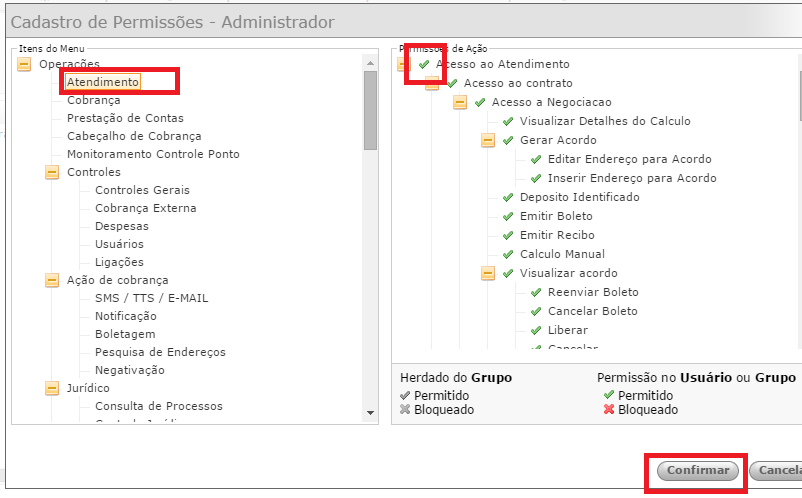 Cadastro de Permissões - Administrador
Itens do Menu
Operações
Atendimento
Cobrança
Prestação de Contas
Cabeçalho de Cobrança
Monitoramento Controle Ponto
Controles
Controles Gerais
Cobrança Externa
Despesas
Usuários
Ligações
Ação de cobrança
SMS / TTS / E-MAIL
Notificação
Boletagem
Pesquisa de Endereços
Negativação
Jurídico
Consulta de Processos
Permissões de Ação
Acesso ao Atendimento
Acesso ao contrato
Acesso a Negociacao
Visualizar Detalhes do Calculo
Gerar Acordo
Editar Endereço para Acordo
Inserir Endereço para Acordo
Deposito Identificado
Emitir Boleto
Emitir Recibo
Calculo Manual
Visualizar acordo
Reenviar Boleto
Cancelar Boleto
Liberar
Cancelar
Herdado do Grupo
Permitido
Bloqueado
Permissão no Usuário ou Grupo
Permitido
Bloqueado
Confirmar
Cancela